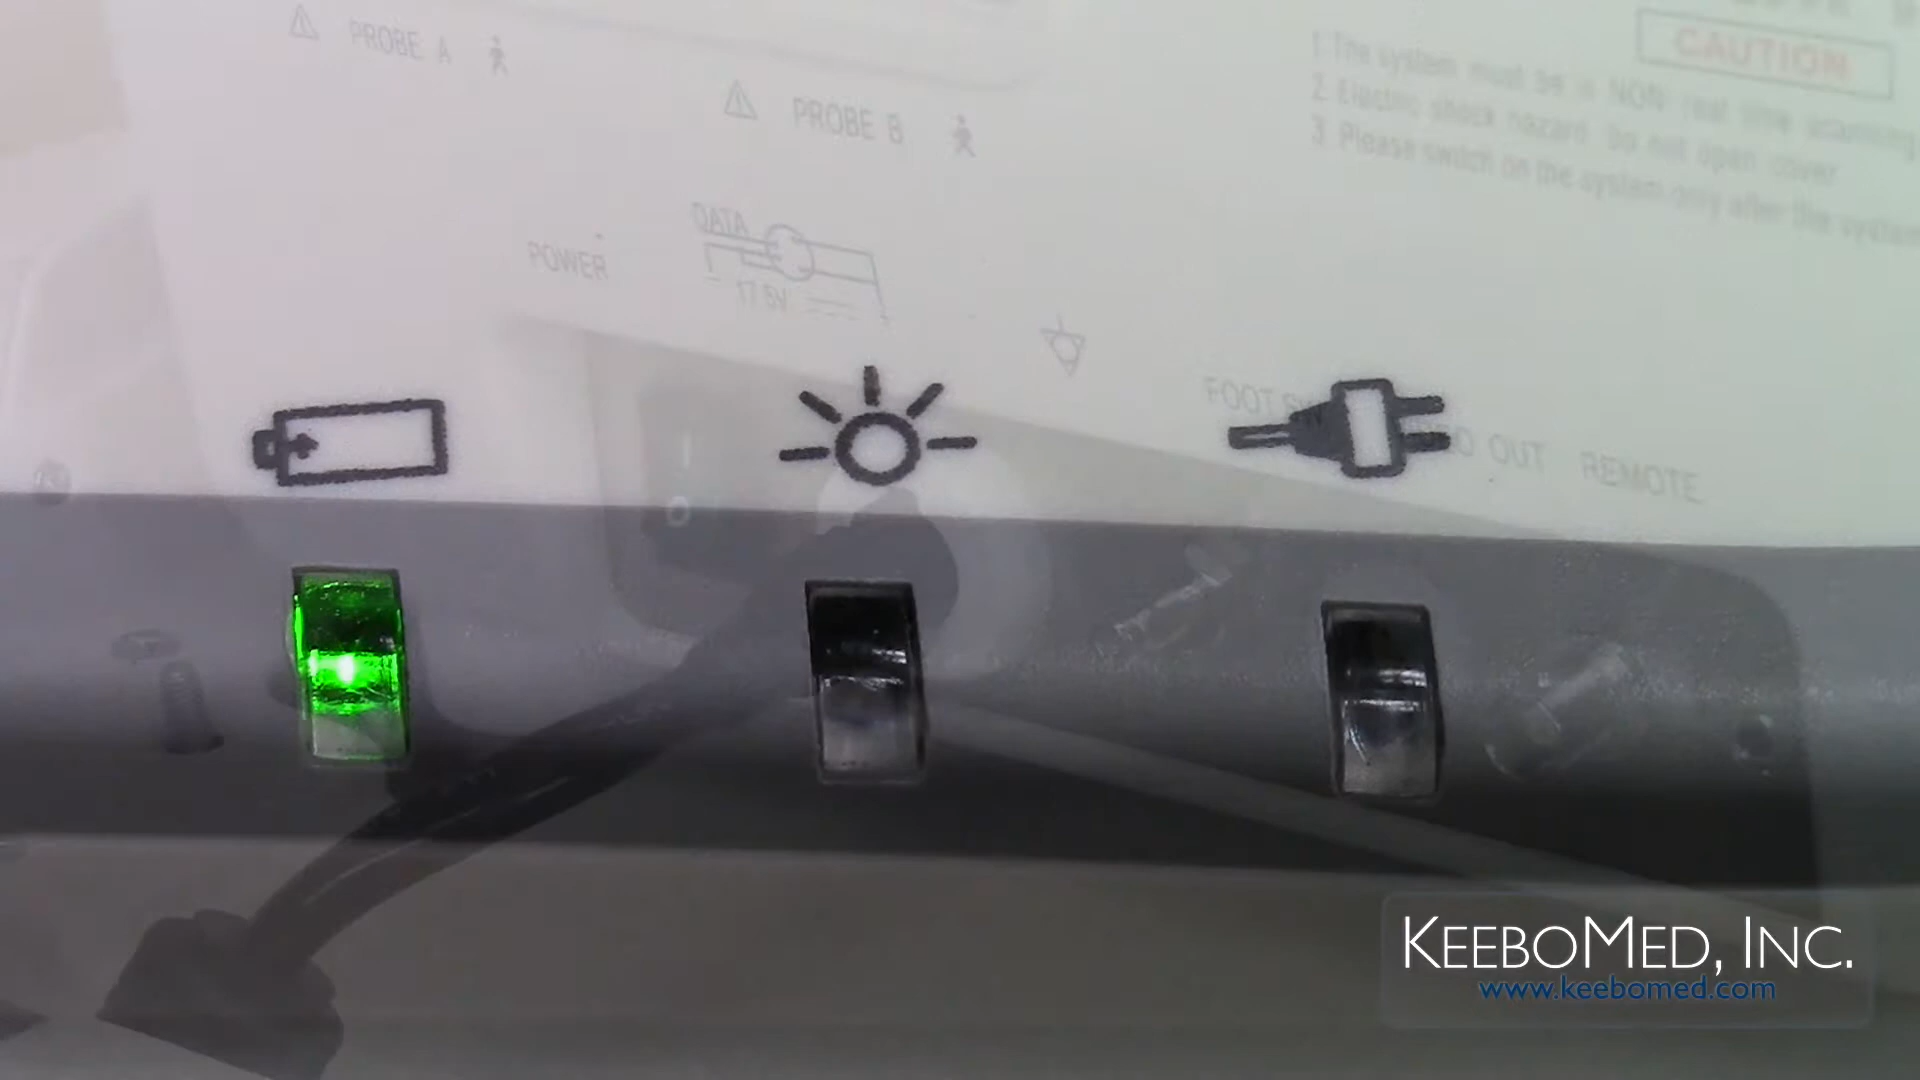 PROBE A
PROBE B
CAUTION
1 The system must be a NON real time scanning
2. Electric shock hazard Do not open cover
3. Please switch on the system only after the system
DATA
POWER
17.5V
FOOT
OUT REMOTE
KEEBOMED, INC.
www.keebomed.com